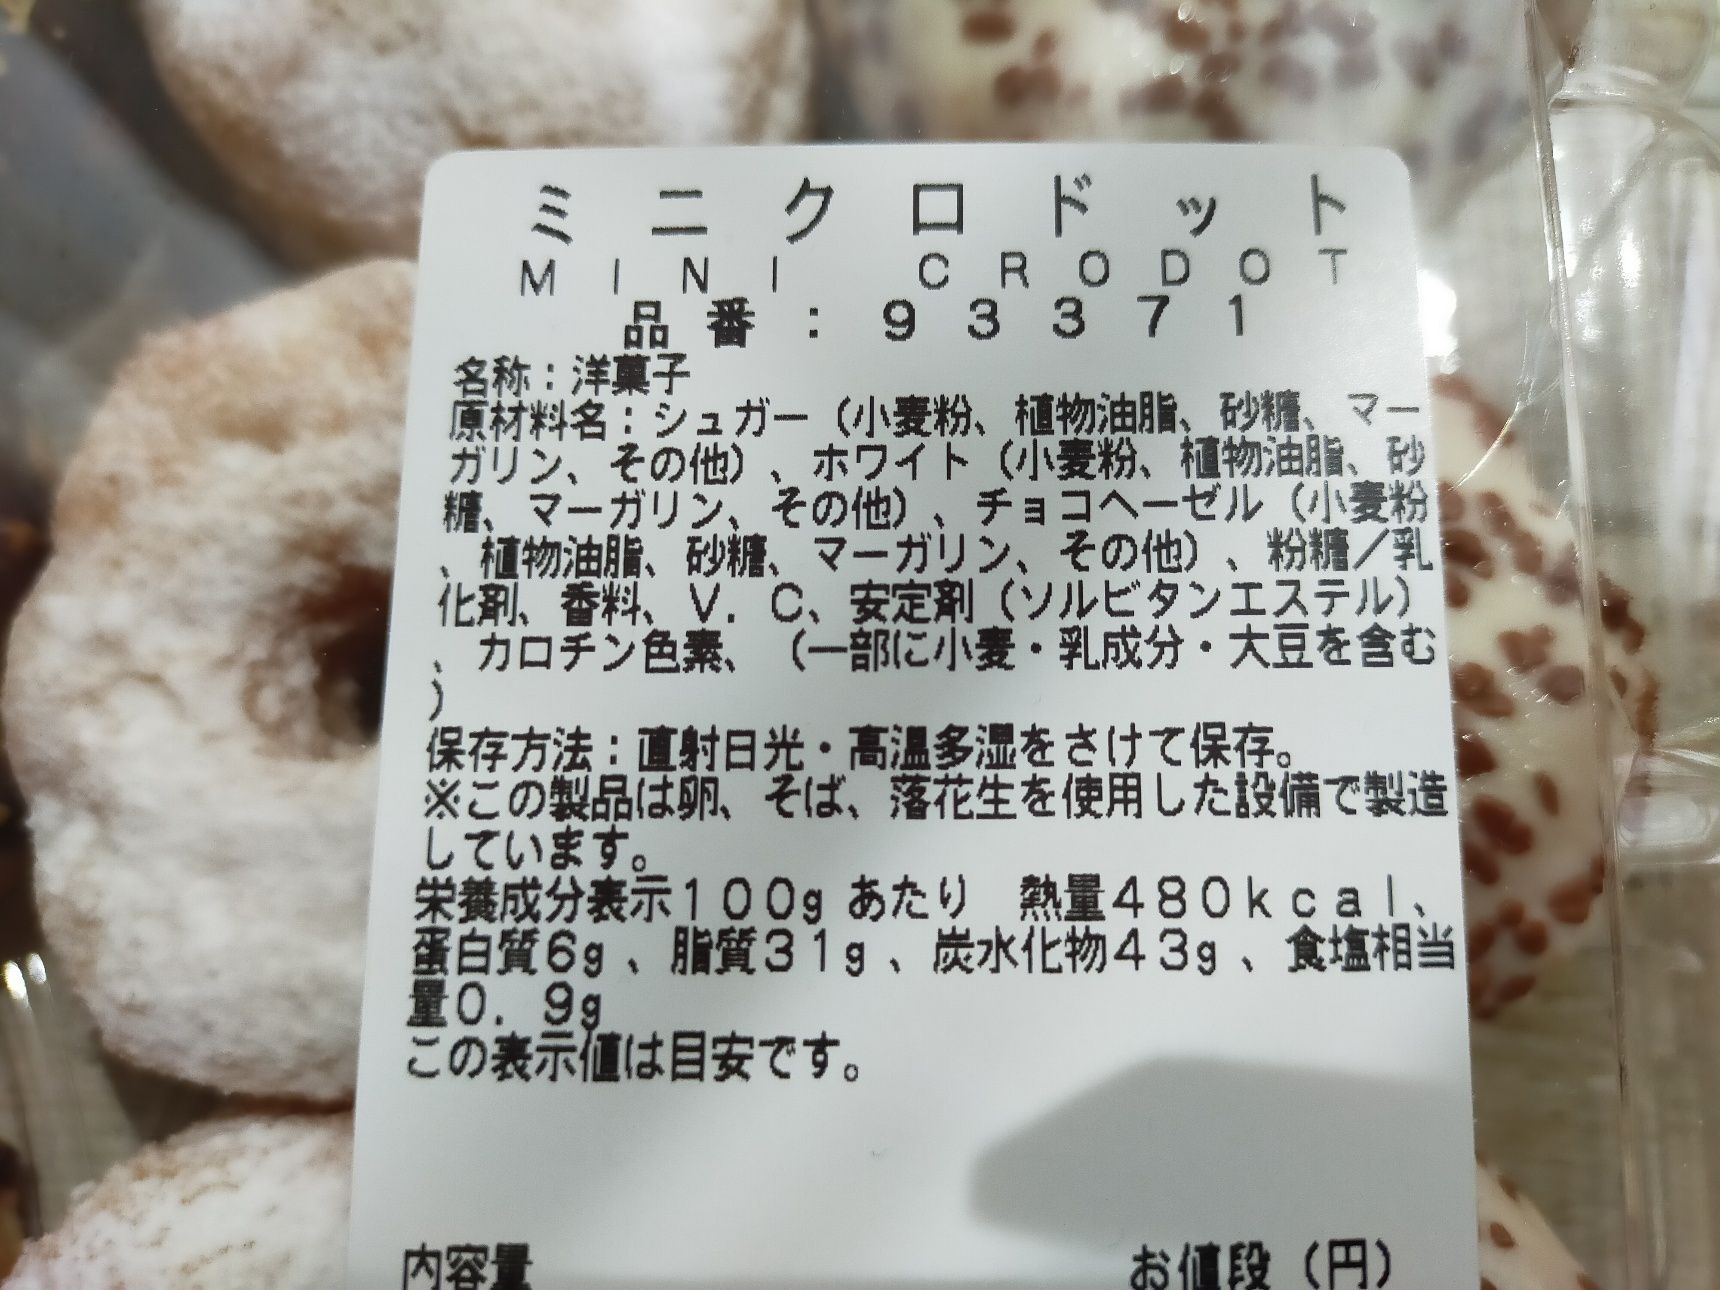 ミニクロドット
MINI CRODOT
品番：93371
名称：洋菓子
原材料名：シュガー（小麦粉、植物油脂、砂糖、マー
ガリン、その他）、ホワイト（小麦粉、植物油脂、砂
糖、マーガリン、その他）、チョコヘーゼル（小麦粉
、植物油脂、砂糖、マーガリン、その他）、粉糖／乳
化剤、香料、V．C、安定剤（ソルビタンエステル）
、カロチン色素、（一部に小麦・乳成分・大豆を含む
）
保存方法：直射日光・高温多湿をさけて保存。
※この製品は卵、そば、落花生を使用した設備で製造
しています。
栄養成分表示100gあたり　熱量480kcal、
蛋白質6g、脂質31g、炭水化物43g、食塩相当
量0．9g
この表示値は目安です。
内容量　お値段（円）